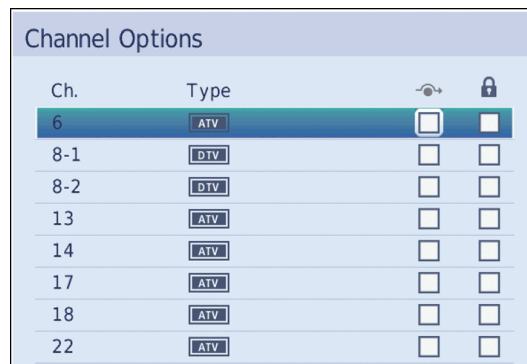 Channel Options
Ch. Type
6 ATV
8-1 DTV
8-2 DTV
13 ATV
14 ATV
17 ATV
18 ATV
22 ATV